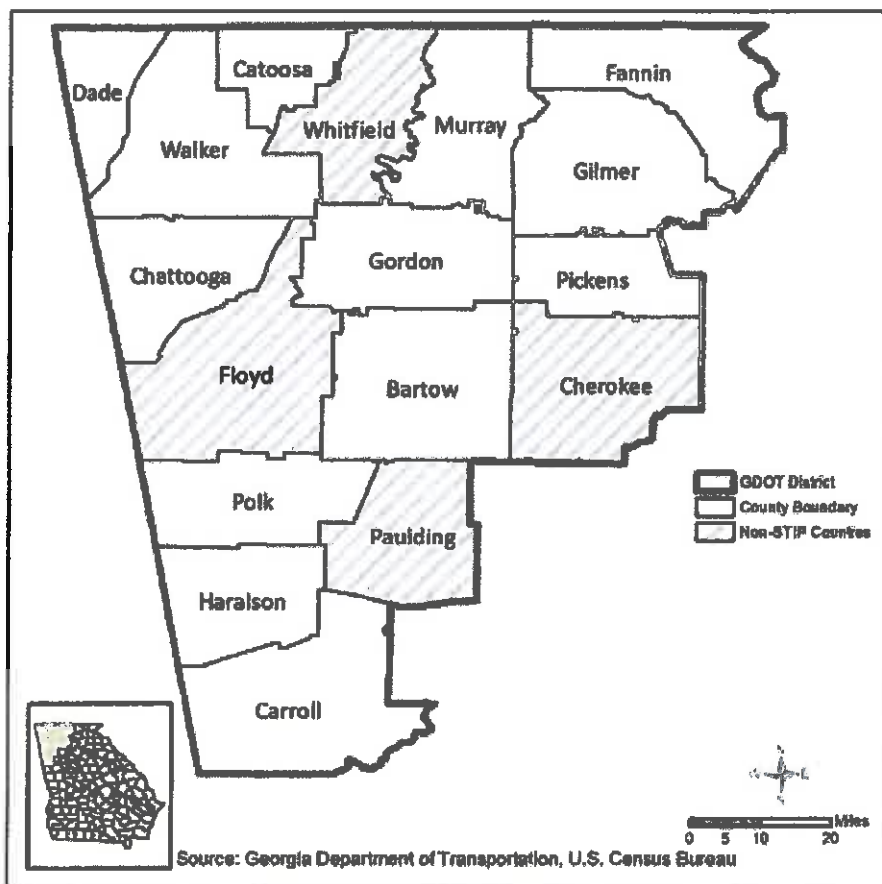 Fannin
Catoosa
Dade
Whitfield
Murray
Walker
Gilmer
Gordon
Chattooga
Pickens
Floyd
Bartow
Cherokee
GDOT District
County Boundary
Non-STIP Counties
Polk
Paulding
Haralson
Carroll
Miles
0 5 10 20
Source: Georgia Department of Transportation, U.S. Census Bureau